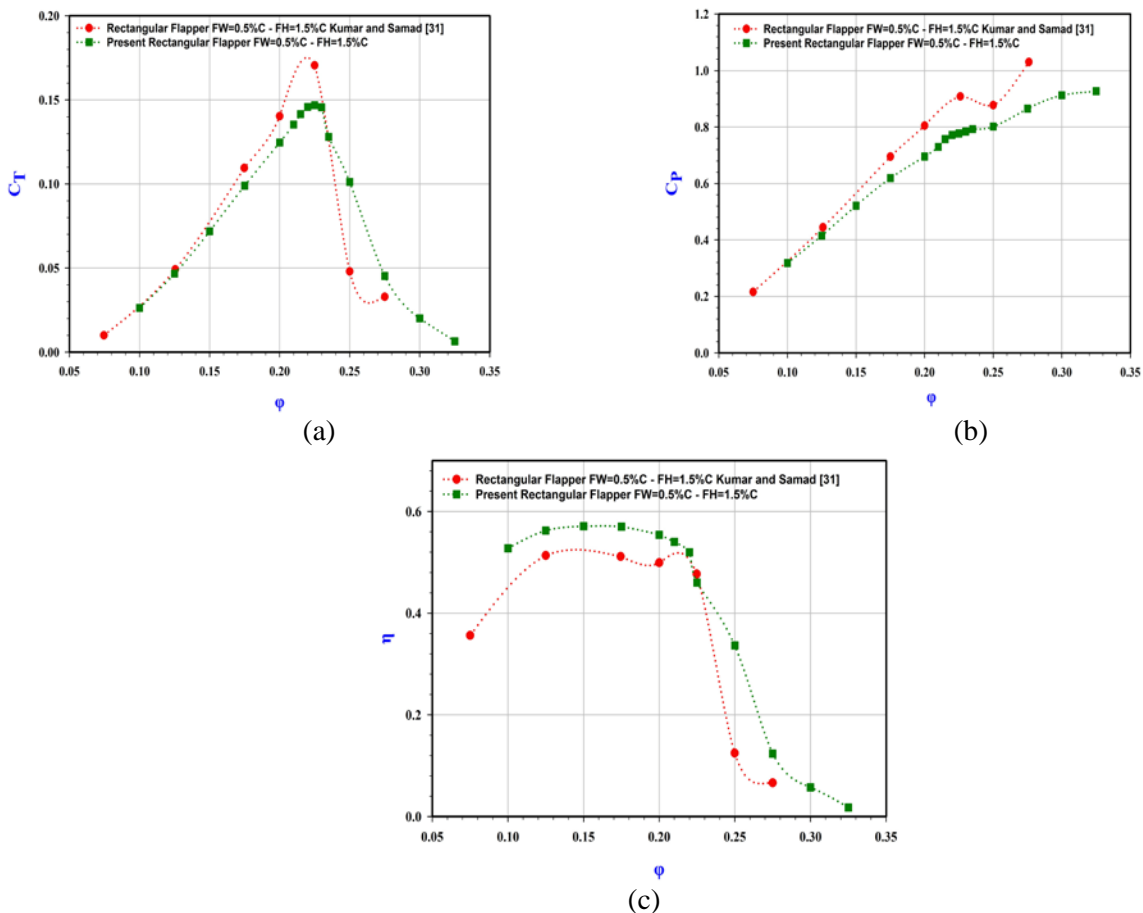 Rectangular Flapper FW=0.5%C - FH=1.5%C Kumar and Samad [31]
Present Rectangular Flapper FW=0.5%C - FH=1.5%C
0.20
0.15
0.10
0.05
0.00
C_T
0.05 0.10 0.15 0.20 0.25 0.30 0.35
φ
(a)
Rectangular Flapper FW=0.5%C - FH=1.5%C Kumar and Samad [31]
Present Rectangular Flapper FW=0.5%C - FH=1.5%C
1.2
1.0
0.8
0.6
0.4
0.2
0.0
C_P
0.05 0.10 0.15 0.20 0.25 0.30 0.35
φ
(b)
Rectangular Flapper FW=0.5%C - FH=1.5%C Kumar and Samad [31]
Present Rectangular Flapper FW=0.5%C - FH=1.5%C
0.6
0.4
0.2
0.0
η
0.05 0.10 0.15 0.20 0.25 0.30 0.35
φ
(c)